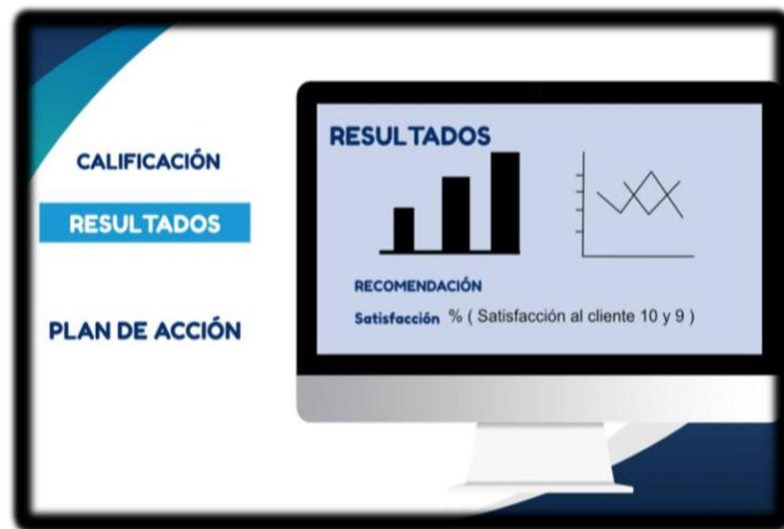 CALIFICACIÓN
RESULTADOS
PLAN DE ACCIÓN
RESULTADOS
RECOMENDACIÓN
Satisfacción % ( Satisfacción al cliente 10 y 9 )